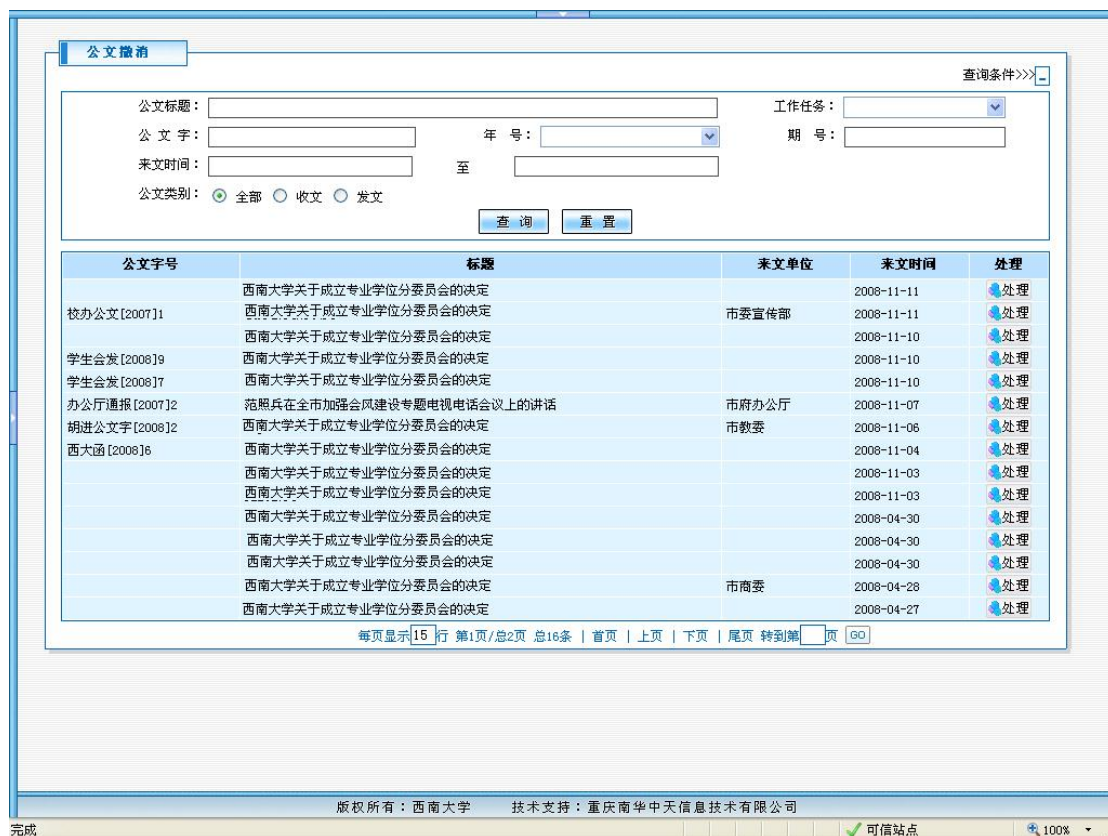 公文撤消
查询条件>>>
公文标题： 工作任务：
公 文 字： 年 号： 期 号：
来文时间： 至
公文类别： 全部 收文 发文
查 询 重 置
公文字号 标题 来文单位 来文时间 处理
西南大学关于成立专业学位分委员会的决定 2008-11-11 处理
校办公文[2007]1 西南大学关于成立专业学位分委员会的决定 市委宣传部 2008-11-11 处理
西南大学关于成立专业学位分委员会的决定 2008-11-10 处理
学生会发[2008]9 西南大学关于成立专业学位分委员会的决定 2008-11-10 处理
学生会发[2008]7 西南大学关于成立专业学位分委员会的决定 2008-11-10 处理
办公厅通报[2007]2 范照兵在全市加强会风建设专题电视电话会议上的讲话 市府办公厅 2008-11-07 处理
胡进公文字[2008]2 西南大学关于成立专业学位分委员会的决定 市教委 2008-11-06 处理
西大函[2008]6 西南大学关于成立专业学位分委员会的决定 2008-11-04 处理
西南大学关于成立专业学位分委员会的决定 2008-11-03 处理
西南大学关于成立专业学位分委员会的决定 2008-11-03 处理
西南大学关于成立专业学位分委员会的决定 2008-04-30 处理
西南大学关于成立专业学位分委员会的决定 2008-04-30 处理
西南大学关于成立专业学位分委员会的决定 2008-04-30 处理
西南大学关于成立专业学位分委员会的决定 市商委 2008-04-28 处理
西南大学关于成立专业学位分委员会的决定 2008-04-27 处理
每页显示15行 第1页/总2页 总16条 | 首页 | 上页 | 下页 | 尾页 转到第 页 GO
版权所有：西南大学 技术支持：重庆南华中天信息技术有限公司
完成 可信站点 100%